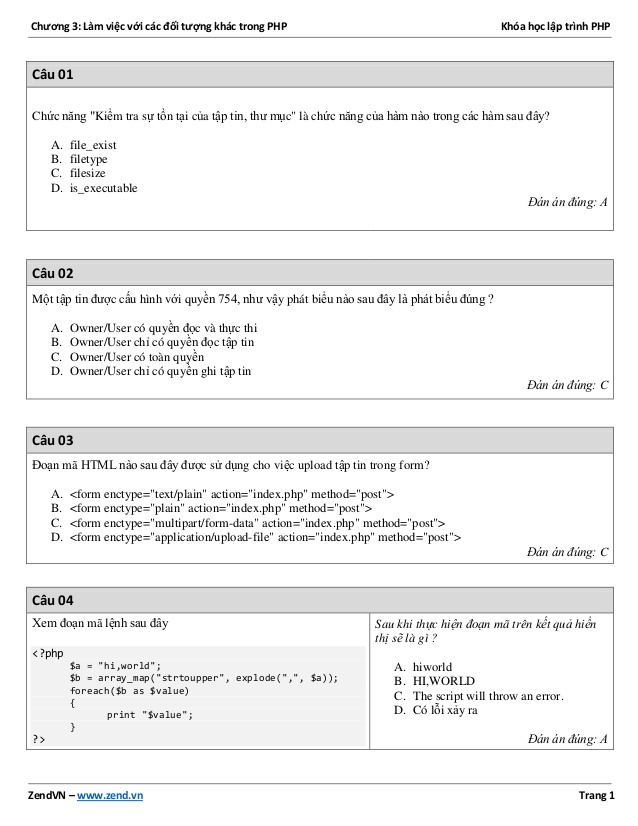 Chương 3: Làm việc với các đối tượng khác trong PHP Khóa học lập trình PHP
Câu 01
Chức năng "Kiểm tra sự tồn tại của tập tin, thư mục" là chức năng của hàm nào trong các hàm sau đây?
A. file_exist
B. filetype
C. filesize
D. is_executable
Đán án đúng: A
Câu 02
Một tập tin được cấu hình với quyền 754, như vậy phát biểu nào sau đây là phát biểu đúng ?
A. Owner/User có quyền đọc và thực thi
B. Owner/User chỉ có quyền đọc tập tin
C. Owner/User có toàn quyền
D. Owner/User chỉ có quyền ghi tập tin
Đán án đúng: C
Câu 03
Đoạn mã HTML nào sau đây được sử dụng cho việc upload tập tin trong form?
A. <form enctype="text/plain" action="index.php" method="post">
B. <form enctype="plain" action="index.php" method="post">
C. <form enctype="multipart/form-data" action="index.php" method="post">
D. <form enctype="application/upload-file" action="index.php" method="post">
Đán án đúng: C
Câu 04
Xem đoạn mã lệnh sau đây
<?php
$a = "hi,world";
$b = array_map("strtoupper", explode(",", $a));
foreach($b as $value)
{
print "$value";
}
?>
Sau khi thực hiện đoạn mã trên kết quả hiển
thị sẽ là gì ?
A. hiworld
B. HI,WORLD
C. The script will throw an error.
D. Có lỗi xảy ra
Đán án đúng: A
ZendVN – www.zend.vn Trang 1